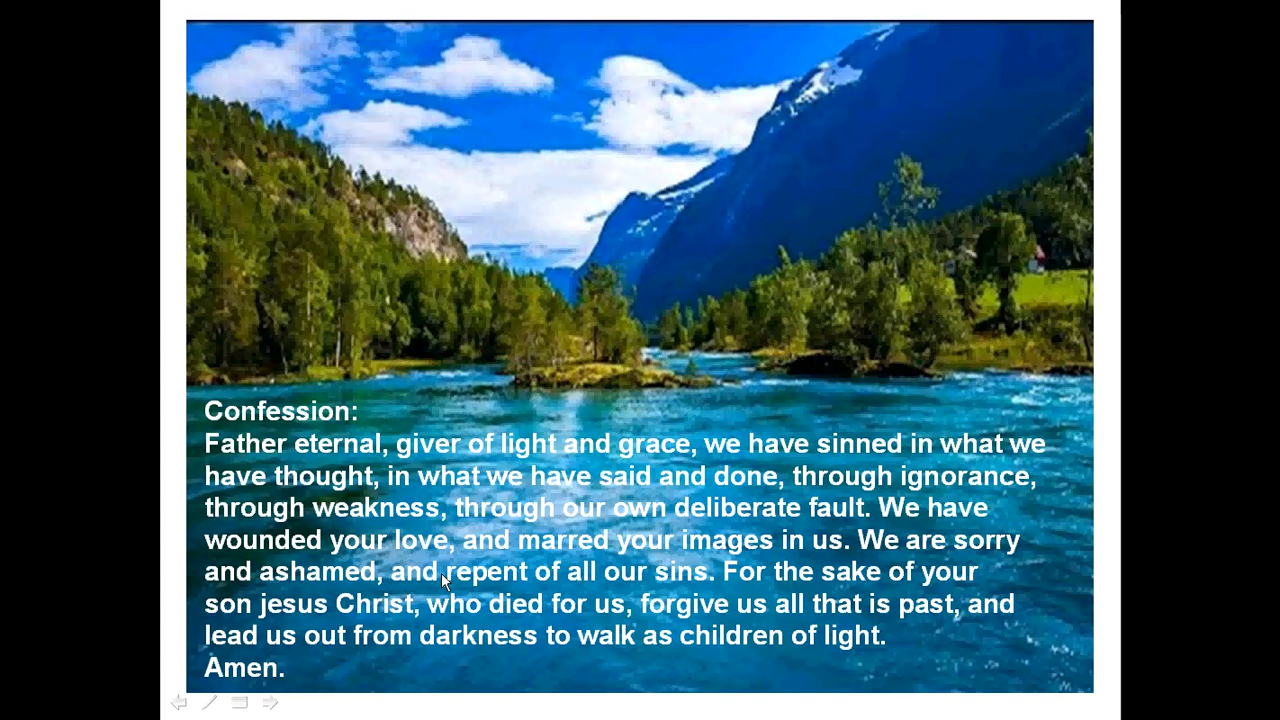 Confession:
Father eternal, giver of light and grace, we have sinned in what we
have thought, in what we have said and done, through ignorance,
through weakness, through our own deliberate fault. We have
wounded your love, and marred your images in us. We are sorry
and ashamed, and repent of all our sins. For the sake of your
son jesus Christ, who died for us, forgive us all that is past, and
lead us out from darkness to walk as children of light.
Amen.